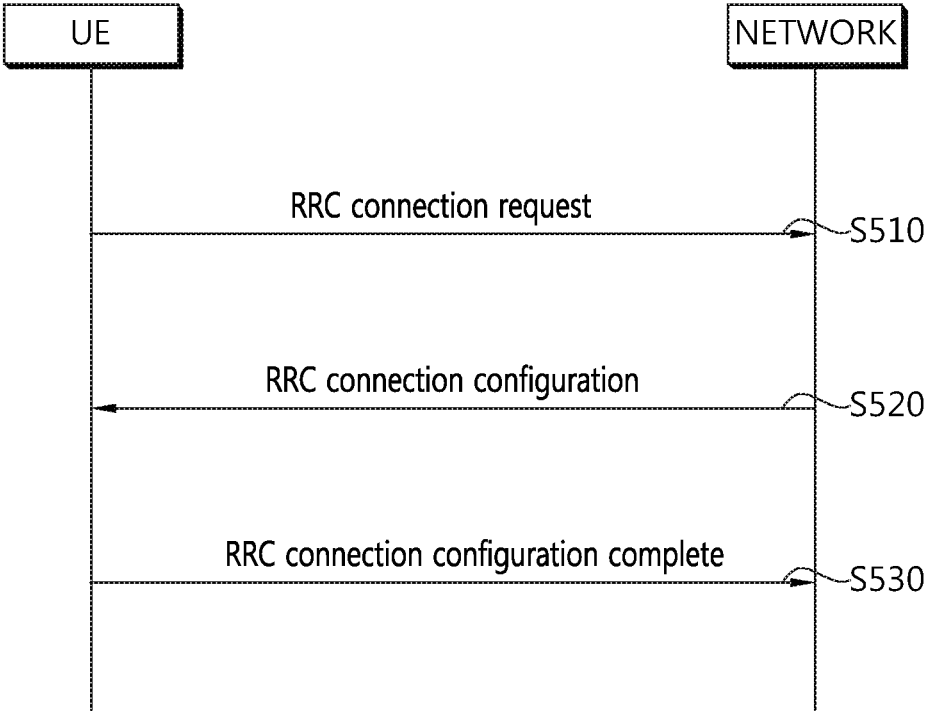 UE
NETWORK
RRC connection request
S510
RRC connection configuration
S520
RRC connection configuration complete
S530